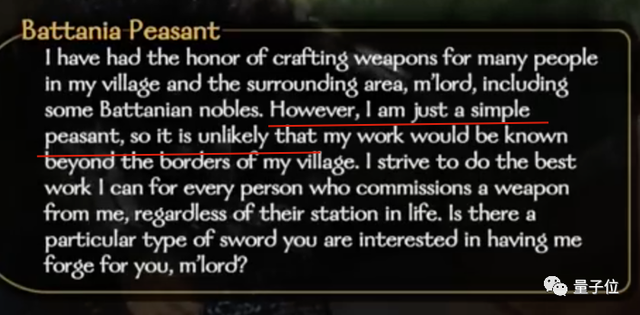 Battania Peasant
I have had the honor of crafting weapons for many people
in my village and the surrounding area, m'lord, including
some Battanian nobles. However, I am just a simple
peasant, so it is unlikely that my work would be known
beyond the borders of my village. I strive to do the best
work I can for every person who commissions a weapon
from me, regardless of their station in life. Is there a
particular type of sword you are interested in having me
forge for you, m'lord?
量子位